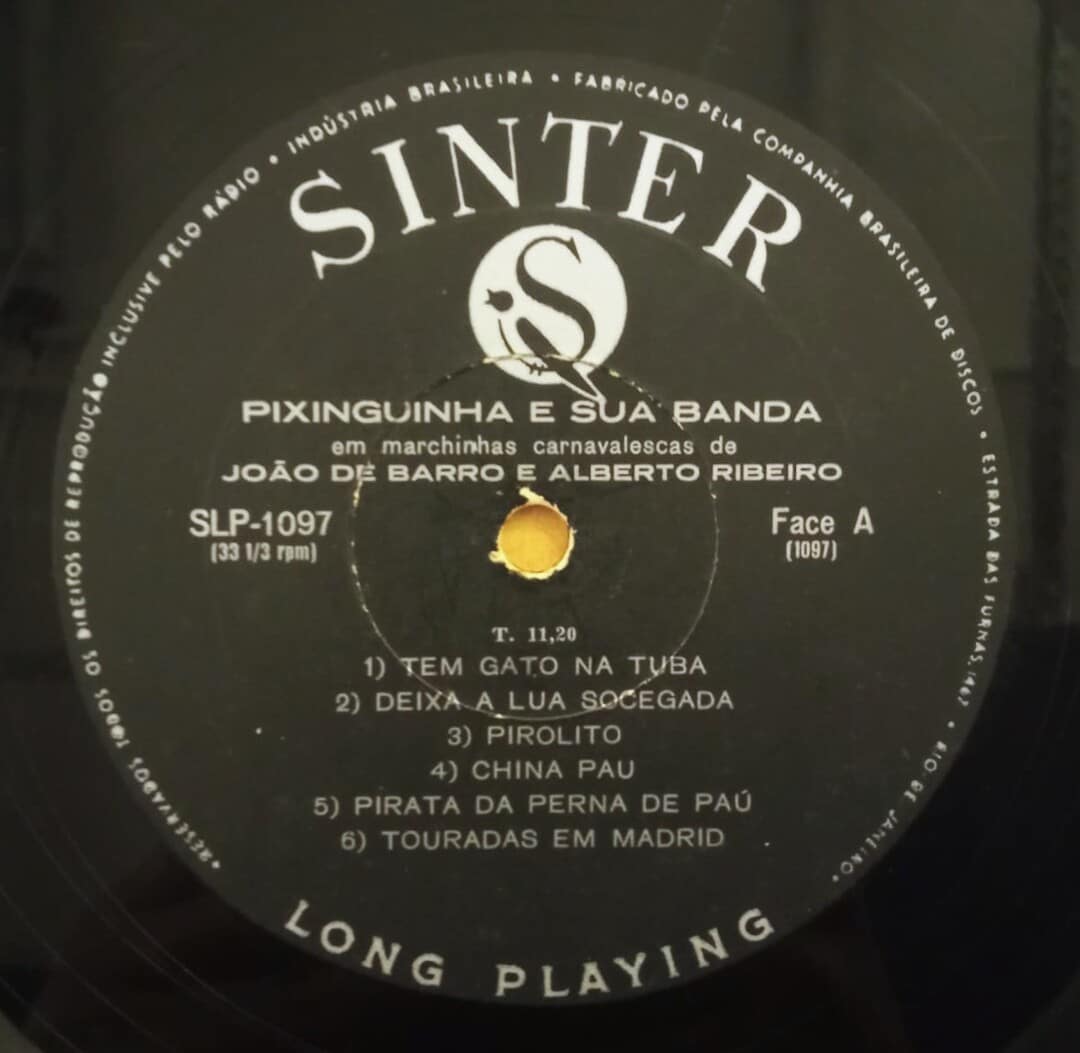 RESERVADOS TODOS OS DIREITOS DE REPRODUÇÃO INCLUSIVE PELO RÁDIO • INDÚSTRIA BRASILEIRA • FABRICADO PELA COMPANHIA BRASILEIRA DE DISCOS • ESTRADA DAS FURNAS, 1467 • RIO DE JANEIRO •
SINTER
S
PIXINGUINHA E SUA BANDA
em marchinhas carnavalescas de
JOÃO DE BARRO E ALBERTO RIBEIRO
SLP-1097 Face A
(33 1/3 rpm) (1097)
T. 11,20
1) TEM GATO NA TUBA
2) DEIXA A LUA SOCEGADA
3) PIROLITO
4) CHINA PAU
5) PIRATA DA PERNA DE PAÚ
6) TOURADAS EM MADRID
LONG PLAYING